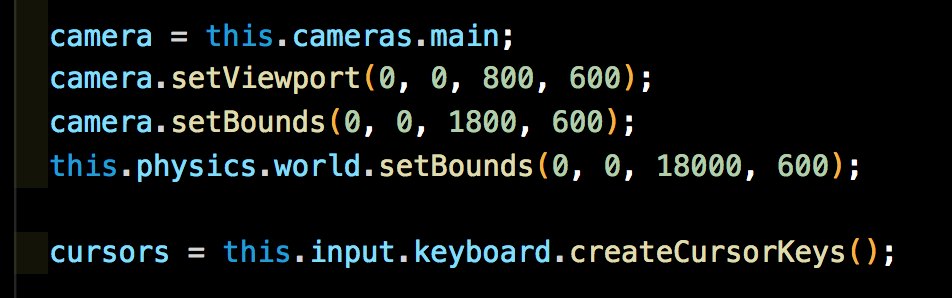 camera = this.cameras.main;
camera.setViewport(0, 0, 800, 600);
camera.setBounds(0, 0, 1800, 600);
this.physics.world.setBounds(0, 0, 18000, 600);
cursors = this.input.keyboard.createCursorKeys();